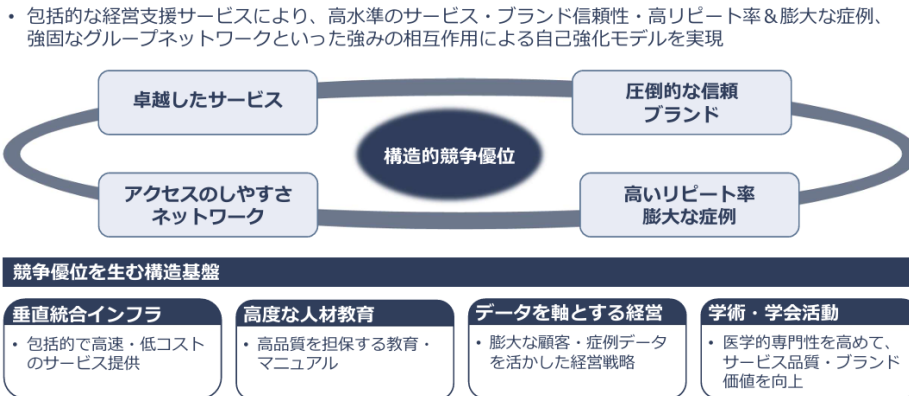 • 包括的な経営支援サービスにより、高水準のサービス・ブランド信頼性・高リピート率＆膨大な症例、
強固なグループネットワークといった強みの相互作用による自己強化モデルを実現
卓越したサービス
圧倒的な信頼
ブランド
構造的競争優位
アクセスのしやすさ
ネットワーク
高いリピート率
膨大な症例
競争優位を生む構造基盤
垂直統合インフラ
• 包括的で高速・低コスト
のサービス提供
高度な人材教育
• 高品質を担保する教育・
マニュアル
データを軸とする経営
• 膨大な顧客・症例データ
を活かした経営戦略
学術・学会活動
• 医学的専門性を高めて、
サービス品質・ブランド
価値を向上